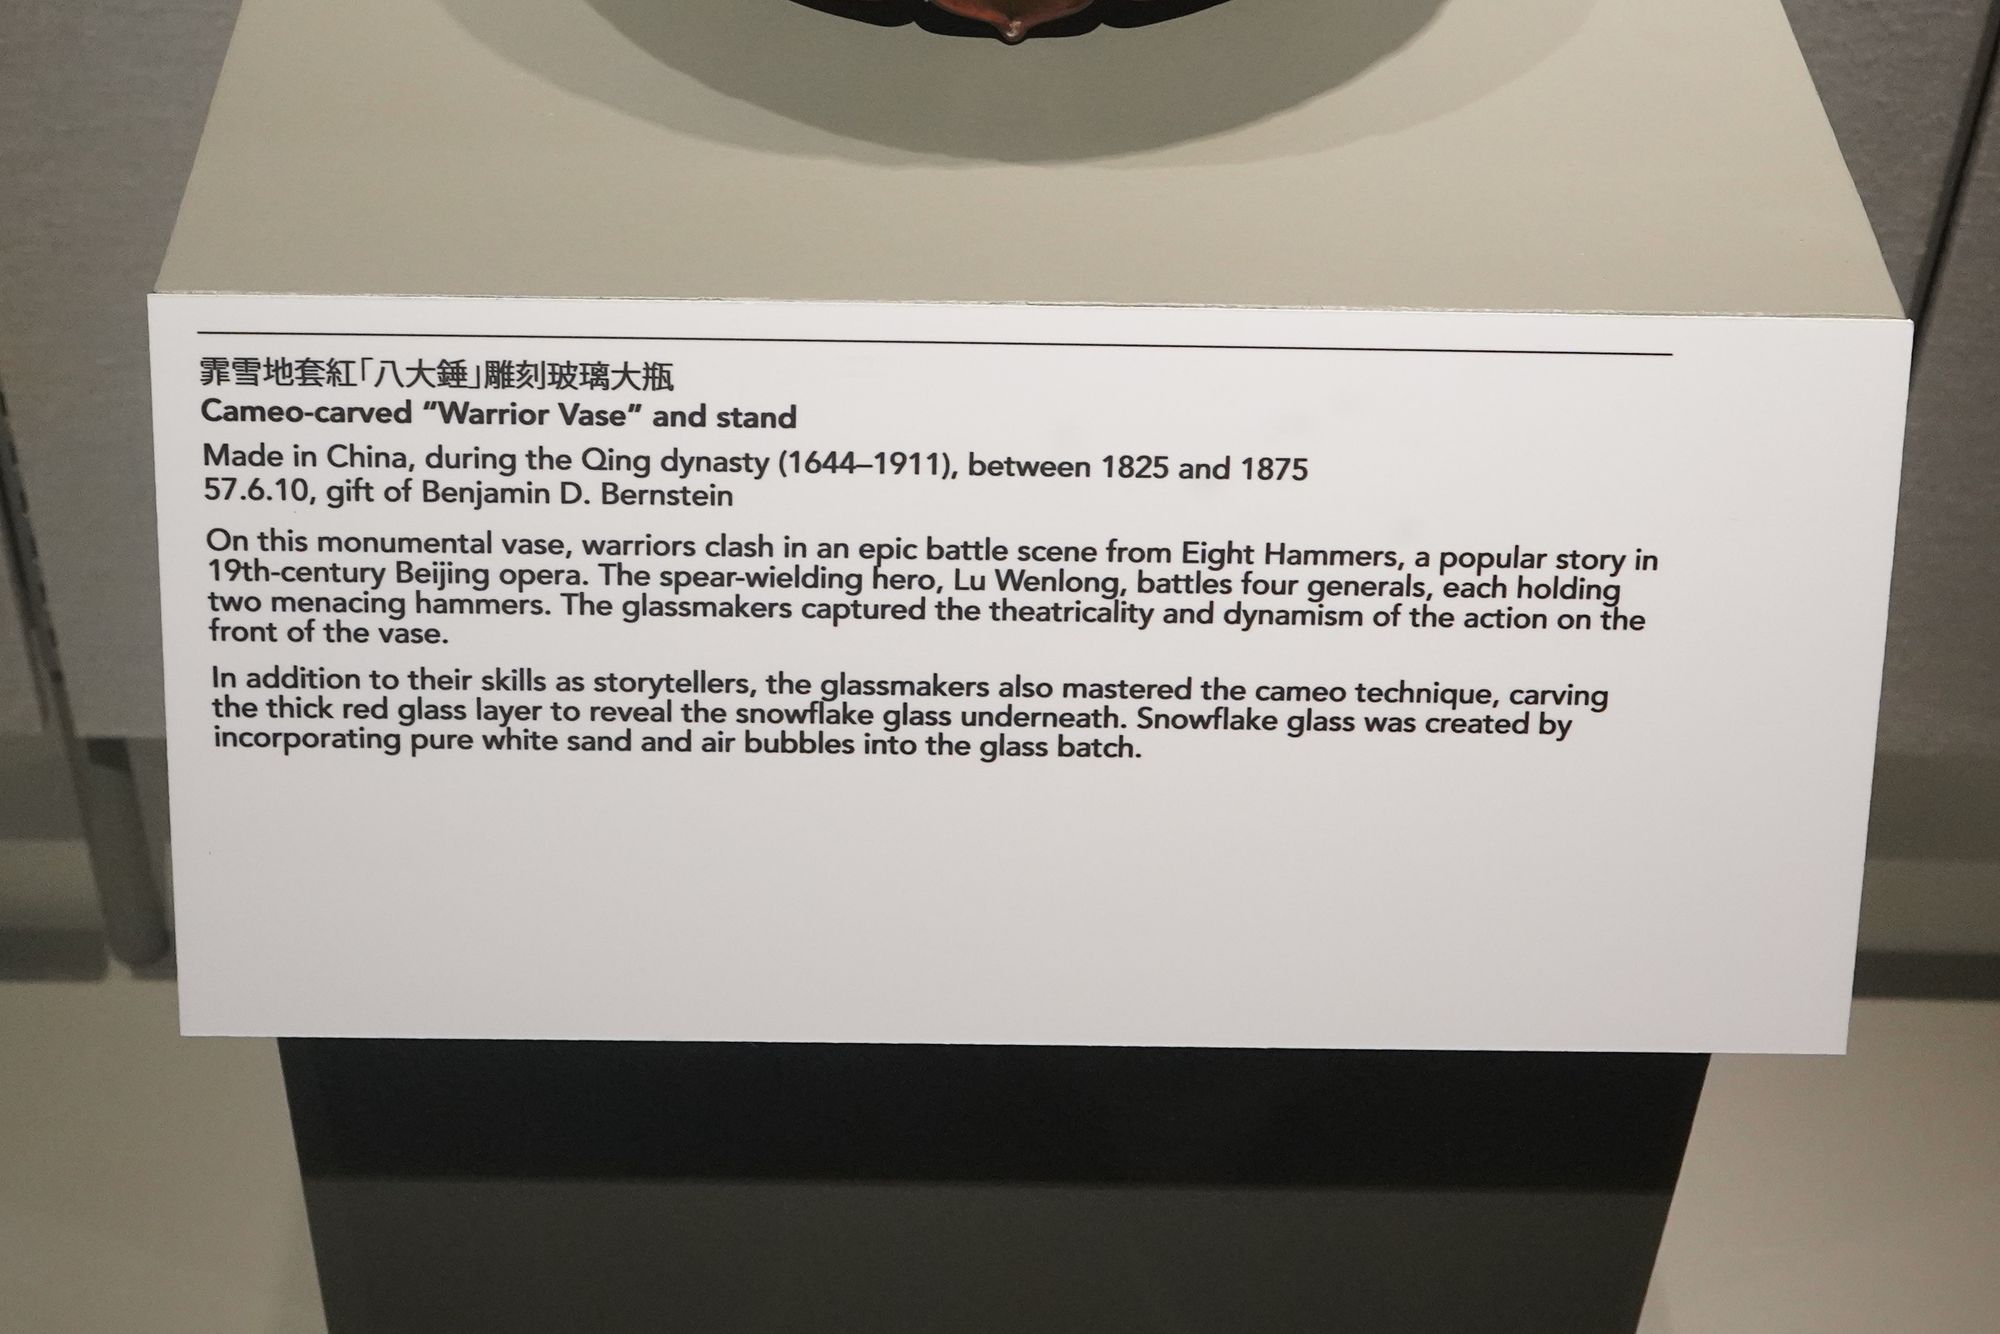 霏雪地套紅「八大錘」雕刻玻璃大瓶
Cameo-carved “Warrior Vase” and stand
Made in China, during the Qing dynasty (1644–1911), between 1825 and 1875
57.6.10, gift of Benjamin D. Bernstein
On this monumental vase, warriors clash in an epic battle scene from Eight Hammers, a popular story in
19th-century Beijing opera. The spear-wielding hero, Lu Wenlong, battles four generals, each holding
two menacing hammers. The glassmakers captured the theatricality and dynamism of the action on the
front of the vase.
In addition to their skills as storytellers, the glassmakers also mastered the cameo technique, carving
the thick red glass layer to reveal the snowflake glass underneath. Snowflake glass was created by
incorporating pure white sand and air bubbles into the glass batch.